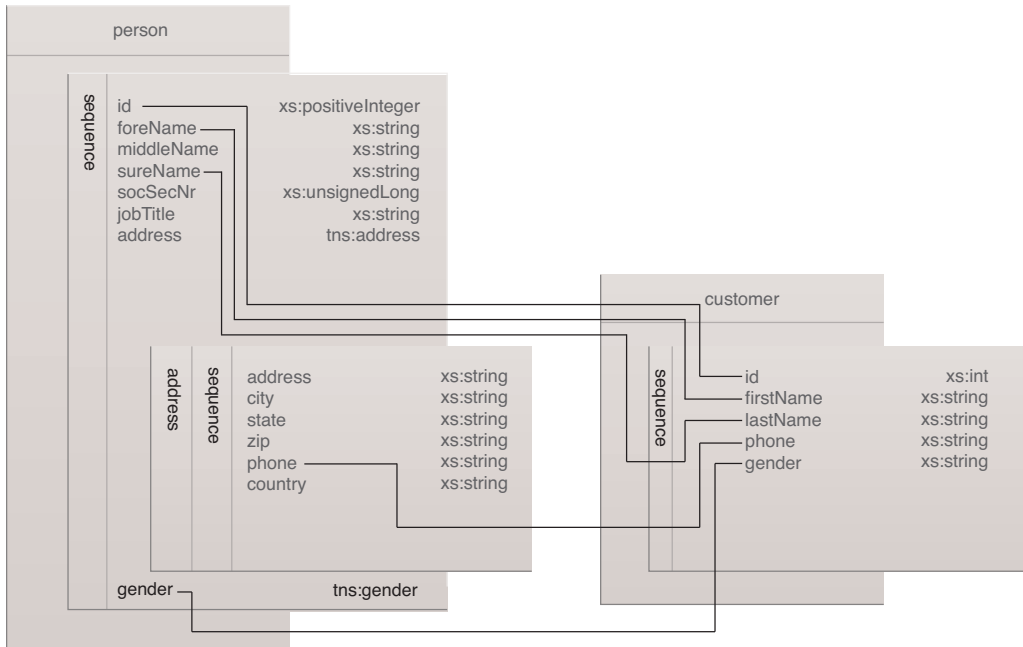 person
sequence
id xs:positiveInteger
foreName xs:string
middleName xs:string
sureName xs:string
socSecNr xs:unsignedLong
jobTitle xs:string
address tns:address
address
sequence
address xs:string
city xs:string
state xs:string
zip xs:string
phone xs:string
country xs:string
gender tns:gender
customer
sequence
id xs:int
firstName xs:string
lastName xs:string
phone xs:string
gender xs:string